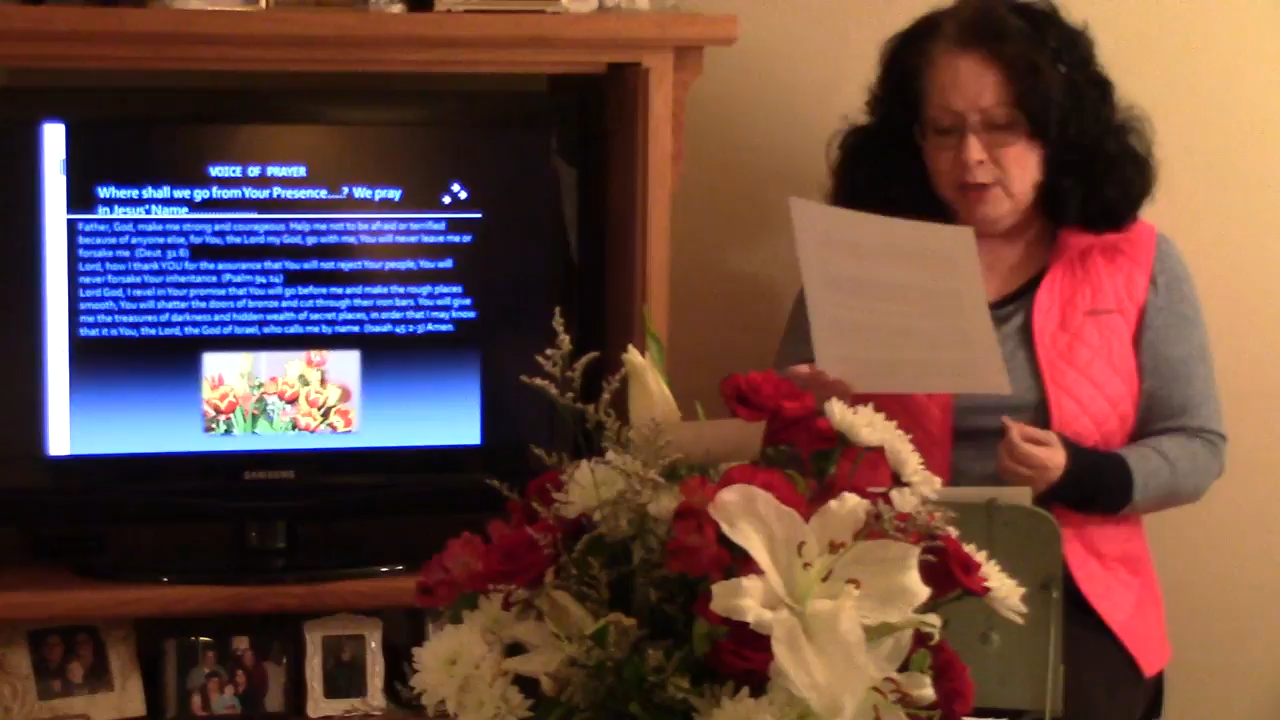 VOICE OF PRAYER
Where shall we go from Your Presence....? We pray
in Jesus' Name.................
Father, God, make me strong and courageous. Help me not to be afraid or terrified
because of anyone else, for You, the Lord my God, go with me, You will never leave me or
forsake me. (Deut. 31:6)
Lord, how I thank YOU for the assurance that You will not reject Your people; You will
never forsake Your inheritance. (Psalm 94:14)
Lord God, I revel in Your promise that You will go before me and make the rough places
smooth, You will shatter the doors of bronze and cut through their iron bars. You will give
me the treasures of darkness and hidden wealth of secret places, in order that I may know
that it is You, the Lord, the God of Israel, who calls me by name. (Isaiah 45:2-3) Amen.
SAMSUNG